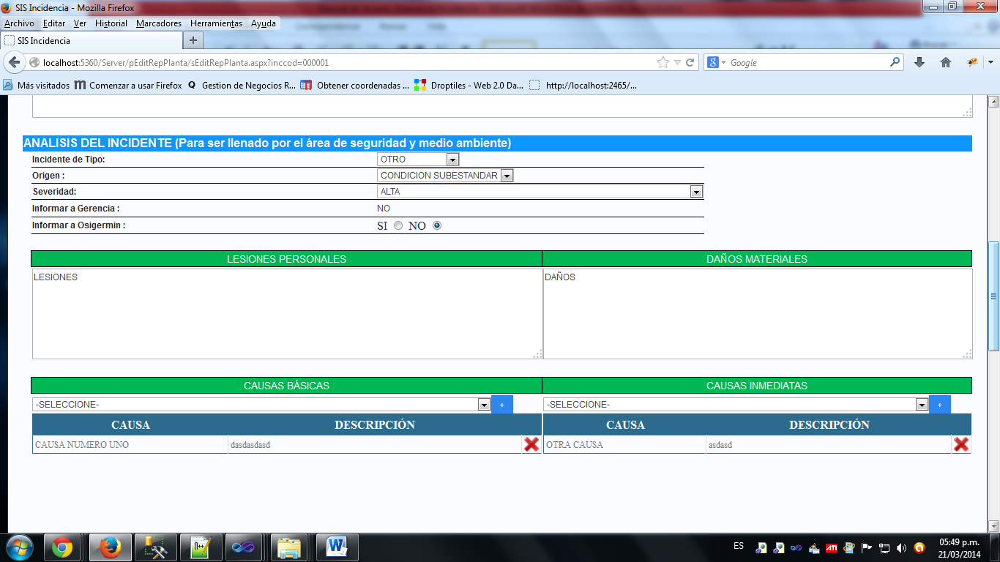 SIS Incidencia - Mozilla Firefox
Archivo Editar Ver Historial Marcadores Herramientas Ayuda
SIS Incidencia +
localhost:5360/Server/pEditRepPlanta/sEditRepPlanta.aspx?inccod=000001
Google
Más visitados Comenzar a usar Firefox Gestion de Negocios R... Obtener coordenadas ... Droptiles - Web 2.0 Da... http://localhost:2465/...
ANALISIS DEL INCIDENTE (Para ser llenado por el área de seguridad y medio ambiente)
Incidente de Tipo: OTRO
Origen : CONDICION SUBESTANDAR
Severidad: ALTA
Informar a Gerencia : NO
Informar a Osigermin : SI NO
LESIONES PERSONALES DAÑOS MATERIALES
LESIONES DAÑOS
CAUSAS BÁSICAS CAUSAS INMEDIATAS
-SELECCIONE- + -SELECCIONE- +
CAUSA DESCRIPCIÓN CAUSA DESCRIPCIÓN
CAUSA NUMERO UNO dasdasdasd OTRA CAUSA asdasd
ES 05:49 p.m.
21/03/2014